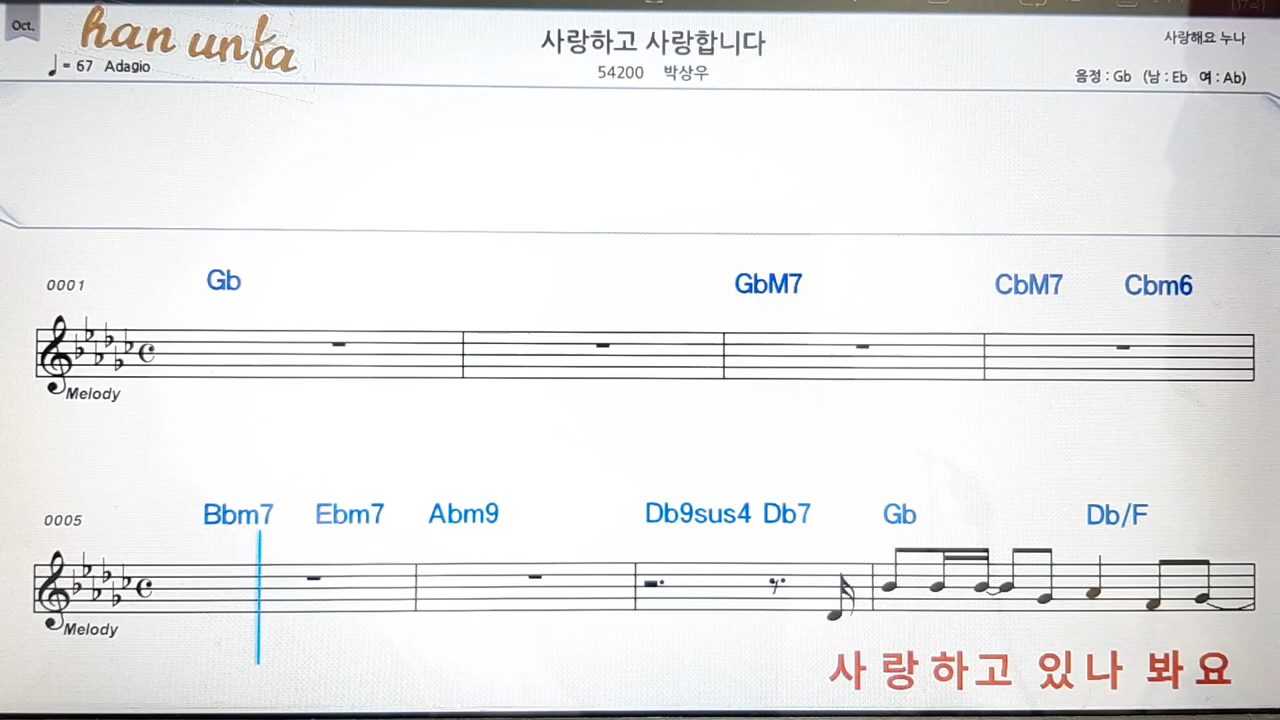 Oct.
han unfa
사랑하고 사랑합니다
사랑해요 누나
♩ = 67 Adagio
54200 박상우
음정 : Gb (남 : Eb 여 : Ab)
0001 Gb GbM7 CbM7 Cbm6
Melody
0005 Bbm7 Ebm7 Abm9 Db9sus4 Db7 Gb Db/F
Melody
사랑하고 있나 봐요